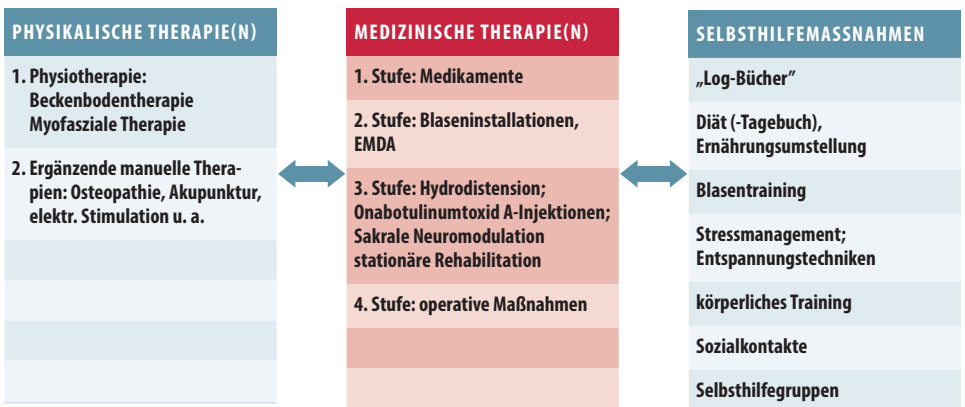 PHYSIKALISCHE THERAPIE(N)
1. Physiotherapie:
Beckenbodentherapie
Myofasziale Therapie
2. Ergänzende manuelle Thera-
pien: Osteopathie, Akupunktur,
elektr. Stimulation u. a.
MEDIZINISCHE THERAPIE(N)
1. Stufe: Medikamente
2. Stufe: Blaseninstallationen,
EMDA
3. Stufe: Hydrodistension;
Onabotulinumtoxid A-Injektionen;
Sakrale Neuromodulation
stationäre Rehabilitation
4. Stufe: operative Maßnahmen
SELBSTHILFEMASSNAHMEN
„Log-Bücher”
Diät (-Tagebuch),
Ernährungsumstellung
Blasentraining
Stressmanagement;
Entspannungstechniken
körperliches Training
Sozialkontakte
Selbsthilfegruppen